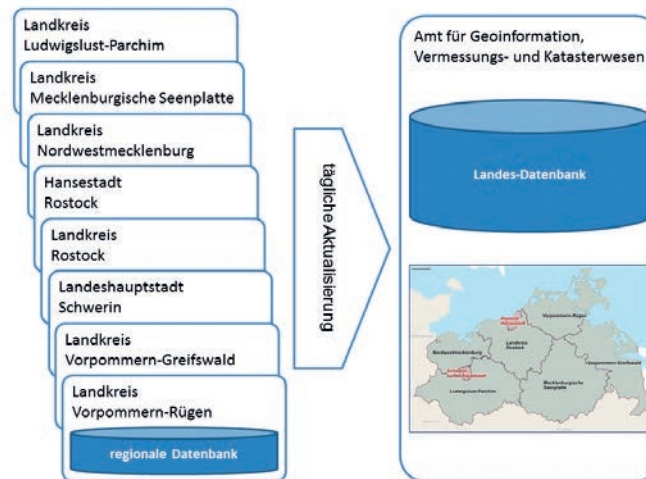 Landkreis
Ludwigslust-Parchim
Landkreis
Mecklenburgische Seenplatte
Landkreis
Nordwestmecklenburg
Hansestadt
Rostock
Landkreis
Rostock
Landeshauptstadt
Schwerin
Landkreis
Vorpommern-Greifswald
Landkreis
Vorpommern-Rügen
regionale Datenbank
tägliche Aktualisierung
Amt für Geoinformation,
Vermessungs- und Katasterwesen
Landes-Datenbank
Vorpommern-Rügen
Landkreis
Rostock
Nordwestmecklenburg
Vorpommern-Greifswald
Ludwigslust-Parchim
Mecklenburgische
Seenplatte